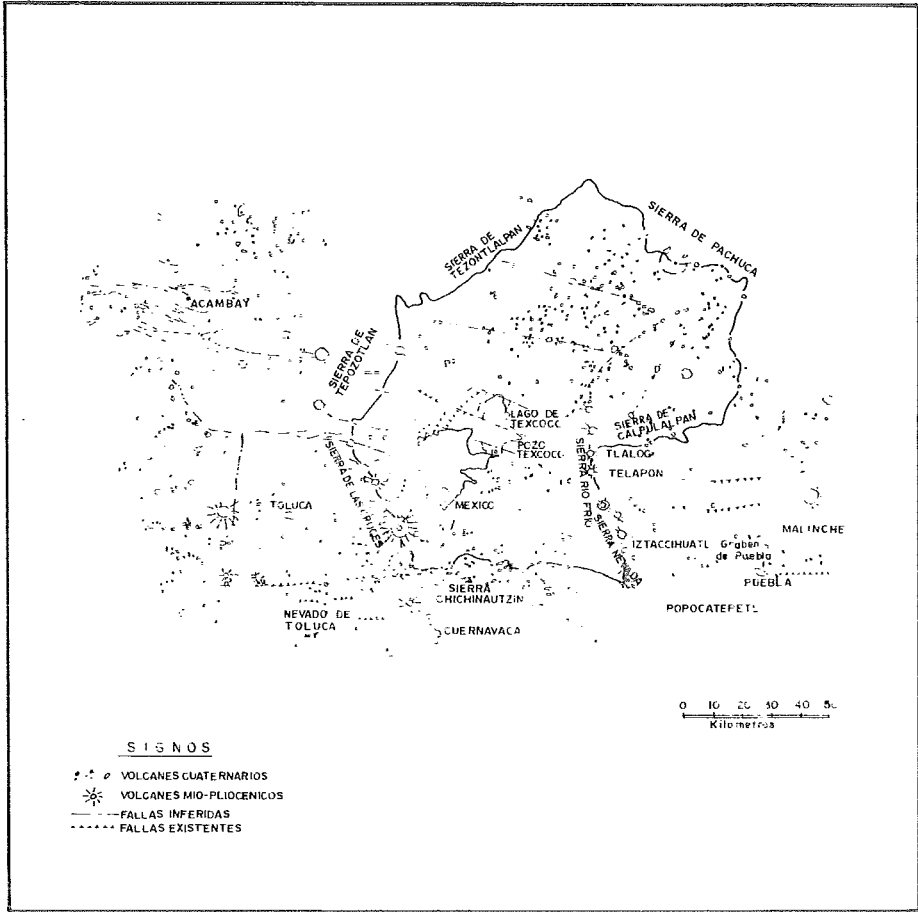 SIERRA DE
TEZONTLALPAN
SIERRA DE PACHUCA
ACAMBAY
SIERRA DE
TEPOZOTLAN
LAGO DE
TEXCOCO
SIERRA DE
CALPULALPAN
POZO
TEXCOCO
TLALOG
TELAPON
SIERRA DE LAS CRUCES
SIERRA RIO FRIO
TOLUCA
MEXICO
SIERRA NEVADA
MALINCHE
IZTACCIHUATL
Graben
de Puebla
PUEBLA
SIERRA
CHICHINAUTZIN
POPOCATEPETL
NEVADO DE
TOLUCA
CUERNAVACA
0 10 20 30 40 50
Kilometros
SIGNOS
VOLCANES CUATERNARIOS
VOLCANES MIO-PLIOCENICOS
FALLAS INFERIDAS
FALLAS EXISTENTES